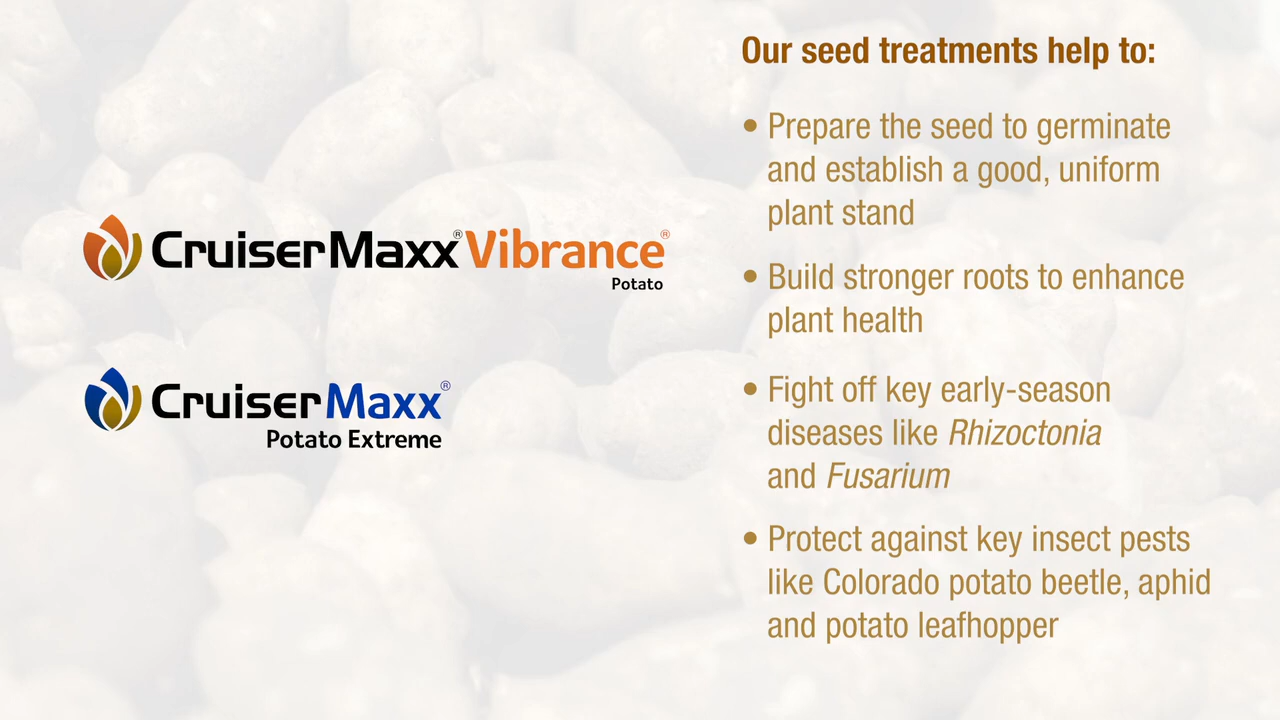 CruiserMaxx® Vibrance®
Potato
CruiserMaxx®
Potato Extreme
Our seed treatments help to:
• Prepare the seed to germinate
and establish a good, uniform
plant stand
• Build stronger roots to enhance
plant health
• Fight off key early-season
diseases like Rhizoctonia
and Fusarium
• Protect against key insect pests
like Colorado potato beetle, aphid
and potato leafhopper